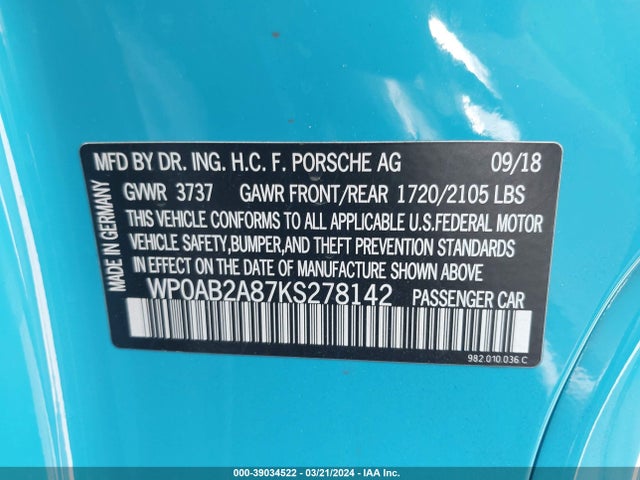 MFD BY DR. ING. H.C. F. PORSCHE AG 09/18
GVWR 3737 GAWR FRONT/REAR 1720/2105 LBS
THIS VEHICLE CONFORMS TO ALL APPLICABLE U.S.FEDERAL MOTOR
VEHICLE SAFETY,BUMPER,AND THEFT PREVENTION STANDARDS
IN EFFECT ON THE DATE OF MANUFACTURE SHOWN ABOVE
WP0AB2A87KS278142 PASSENGER CAR
MADE IN GERMANY
982.010.036 C
000-39034522 - 03/21/2024 - IAA Inc.